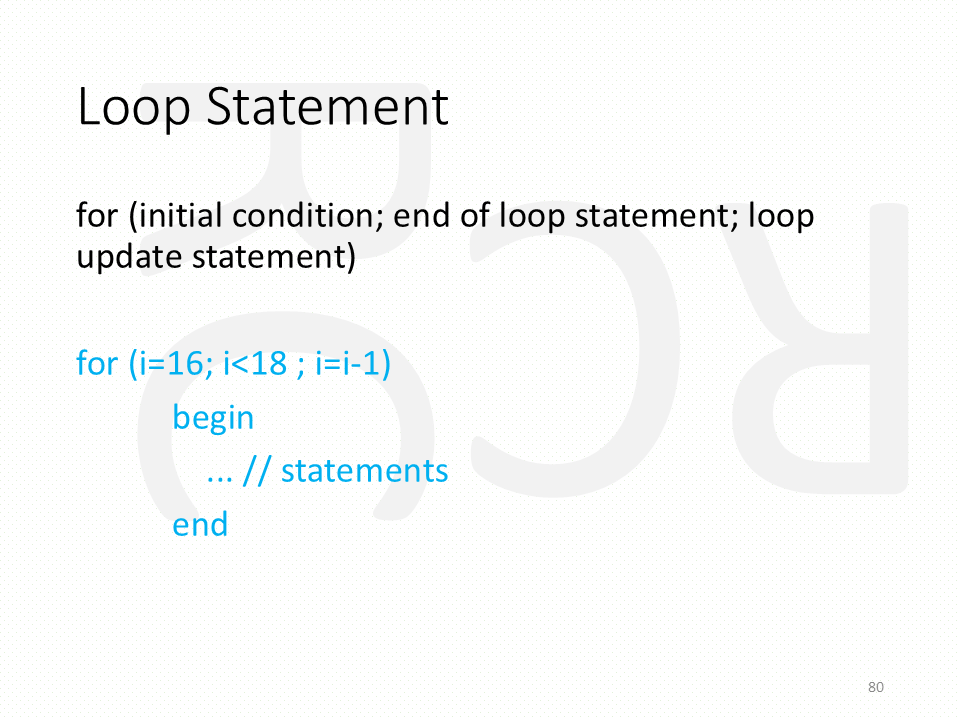 Loop Statement
for (initial condition; end of loop statement; loop
update statement)
for (i=16; i<18 ; i=i-1)
begin
... // statements
end
80